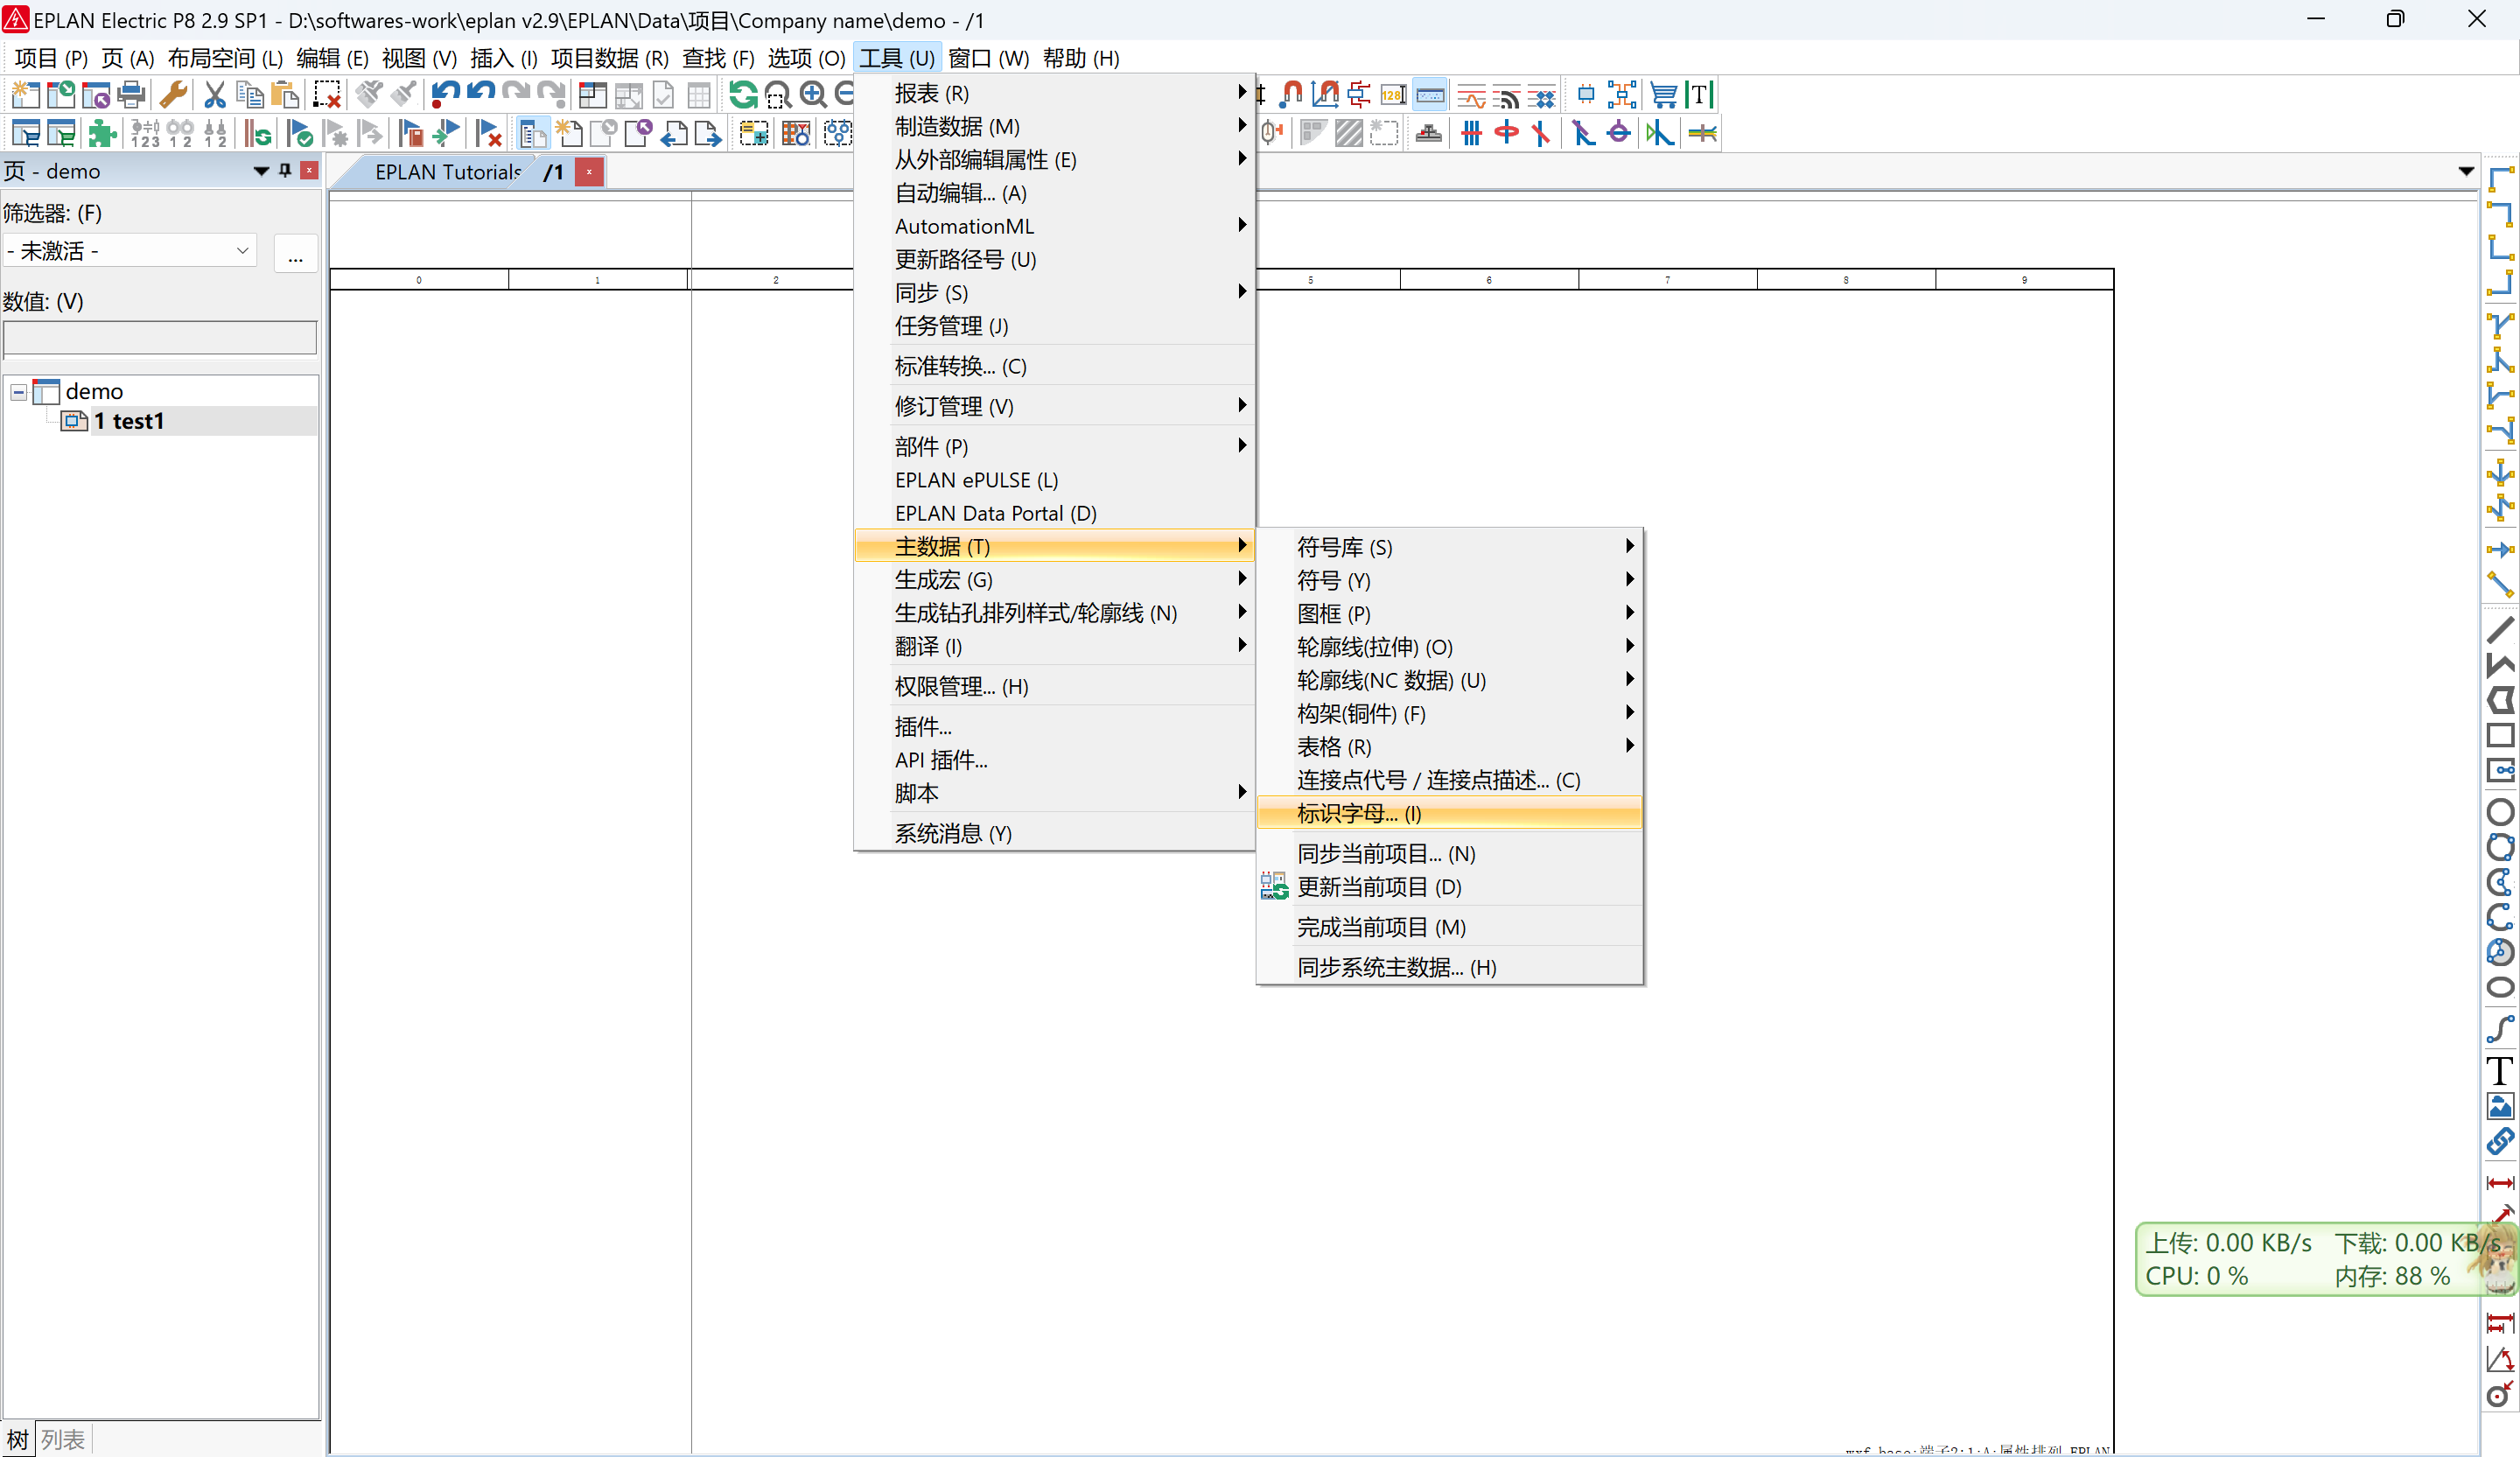 EPLAN Electric P8 2.9 SP1 - D:\softwares-work\eplan v2.9\EPLAN\Data\项目\Company name\demo - /1
项目 (P) 页 (A) 布局空间 (L) 编辑 (E) 视图 (V) 插入 (I) 项目数据 (R) 查找 (F) 选项 (O) 工具 (U) 窗口 (W) 帮助 (H)
页 - demo
EPLAN Tutorials
/1
筛选器: (F)
- 未激活 -
...
数值: (V)
demo
1 test1
树 列表
0 1 2 5 6 7 8 9
报表 (R)
制造数据 (M)
从外部编辑属性 (E)
自动编辑... (A)
AutomationML
更新路径号 (U)
同步 (S)
任务管理 (J)
标准转换... (C)
修订管理 (V)
部件 (P)
EPLAN ePULSE (L)
EPLAN Data Portal (D)
主数据 (T)
生成宏 (G)
生成钻孔排列样式/轮廓线 (N)
翻译 (I)
权限管理... (H)
插件...
API 插件...
脚本
系统消息 (Y)
符号库 (S)
符号 (Y)
图框 (P)
轮廓线(拉伸) (O)
轮廓线(NC 数据) (U)
构架(铜件) (F)
表格 (R)
连接点代号 / 连接点描述... (C)
标识字母... (I)
同步当前项目... (N)
更新当前项目 (D)
完成当前项目 (M)
同步系统主数据... (H)
上传: 0.00 KB/s 下载: 0.00 KB/s
CPU: 0 % 内存: 88 %